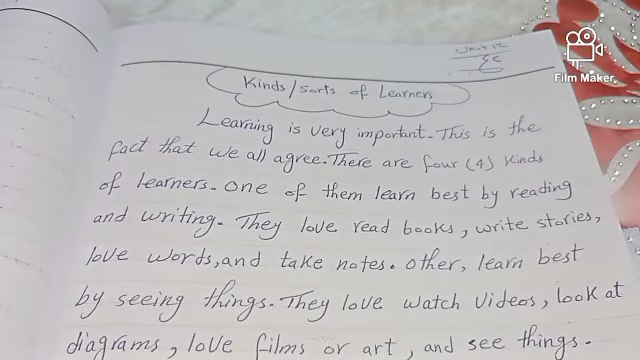 Unit 12
Film Maker
Kinds/Sorts of Learners
Learning is very important. This is the
fact that we all agree. There are four (4) Kinds
of learners. One of them learn best by reading
and writing. They love read books, write stories,
love words, and take notes. Other, learn best
by seeing things. They love watch videos, look at
diagrams, love films or art, and see things.